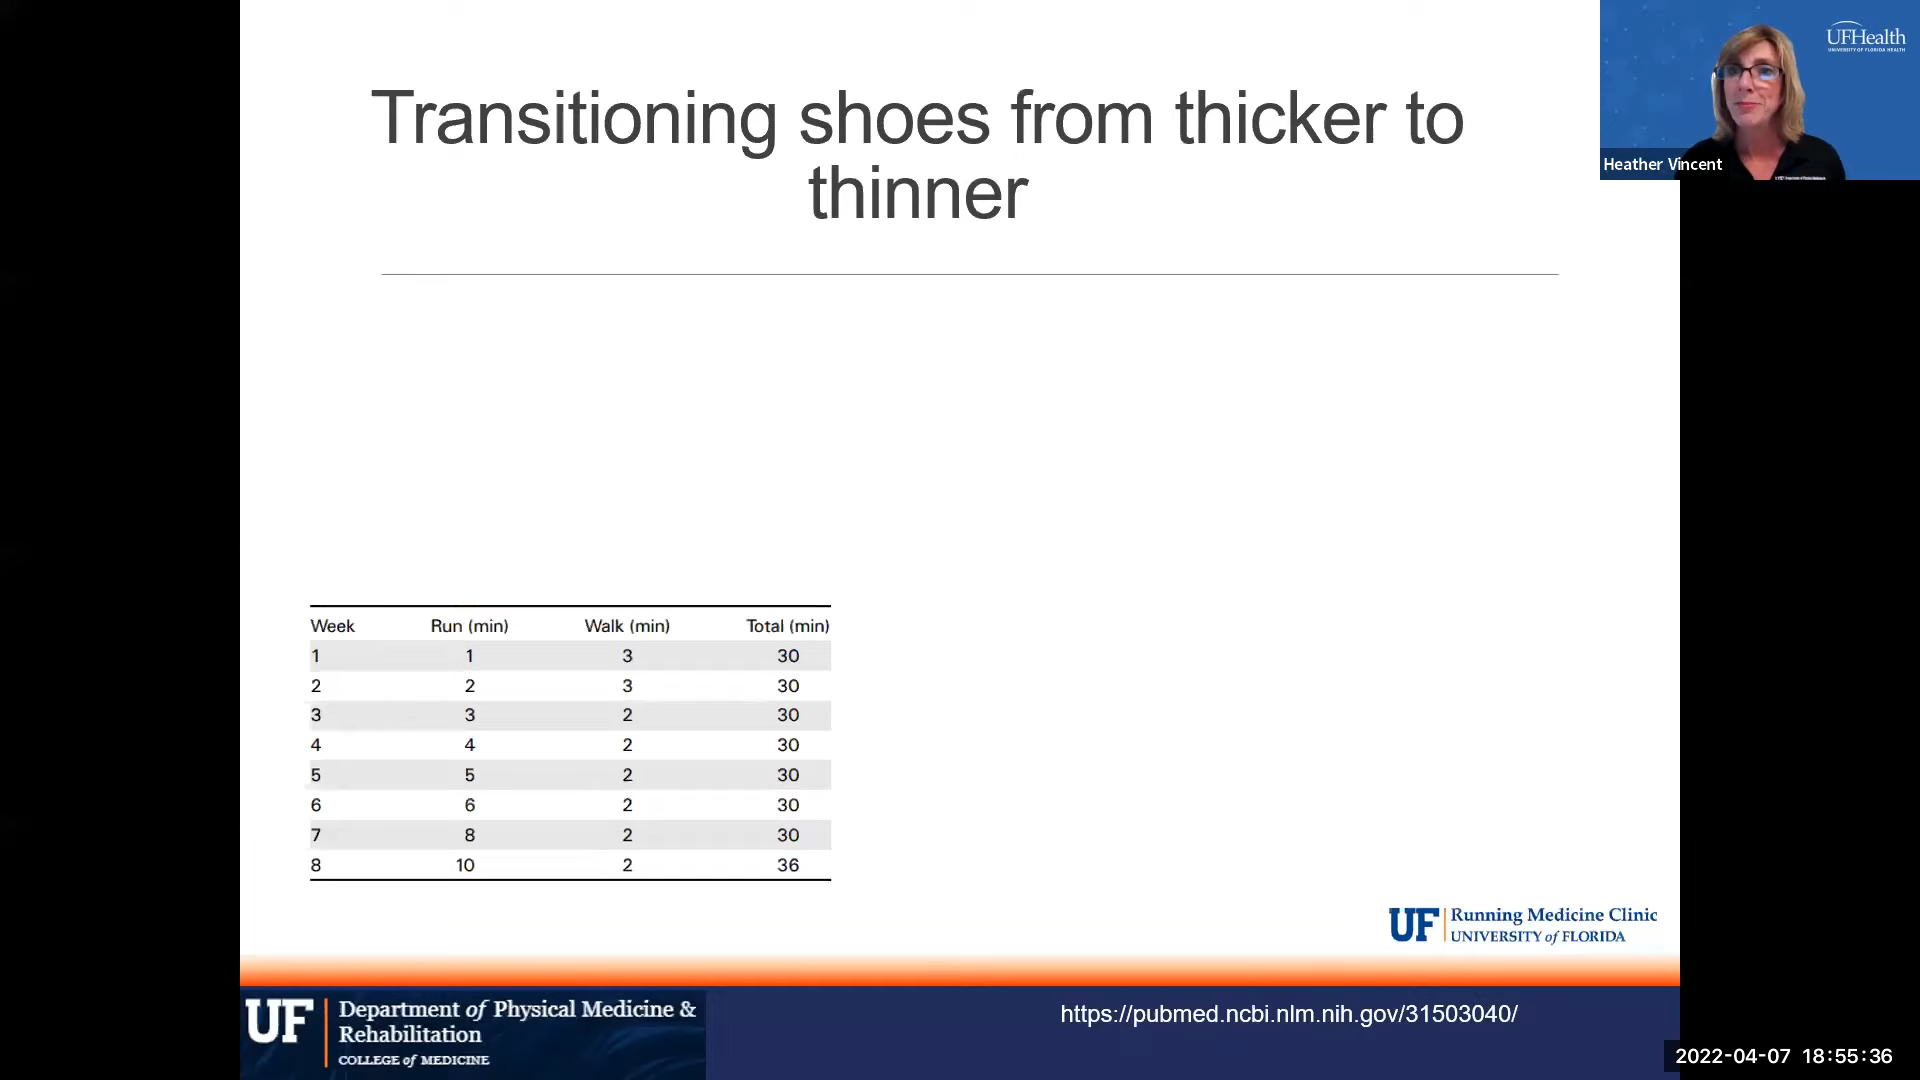 Transitioning shoes from thicker to
thinner
UFHealth
UNIVERSITY OF FLORIDA HEALTH
Heather Vincent
Week Run (min) Walk (min) Total (min)
1 1 3 30
2 2 3 30
3 3 2 30
4 4 2 30
5 5 2 30
6 6 2 30
7 8 2 30
8 10 2 36
UF Running Medicine Clinic
UNIVERSITY of FLORIDA
UF Department of Physical Medicine &
Rehabilitation
COLLEGE of MEDICINE
https://pubmed.ncbi.nlm.nih.gov/31503040/
2022-04-07 18:55:36